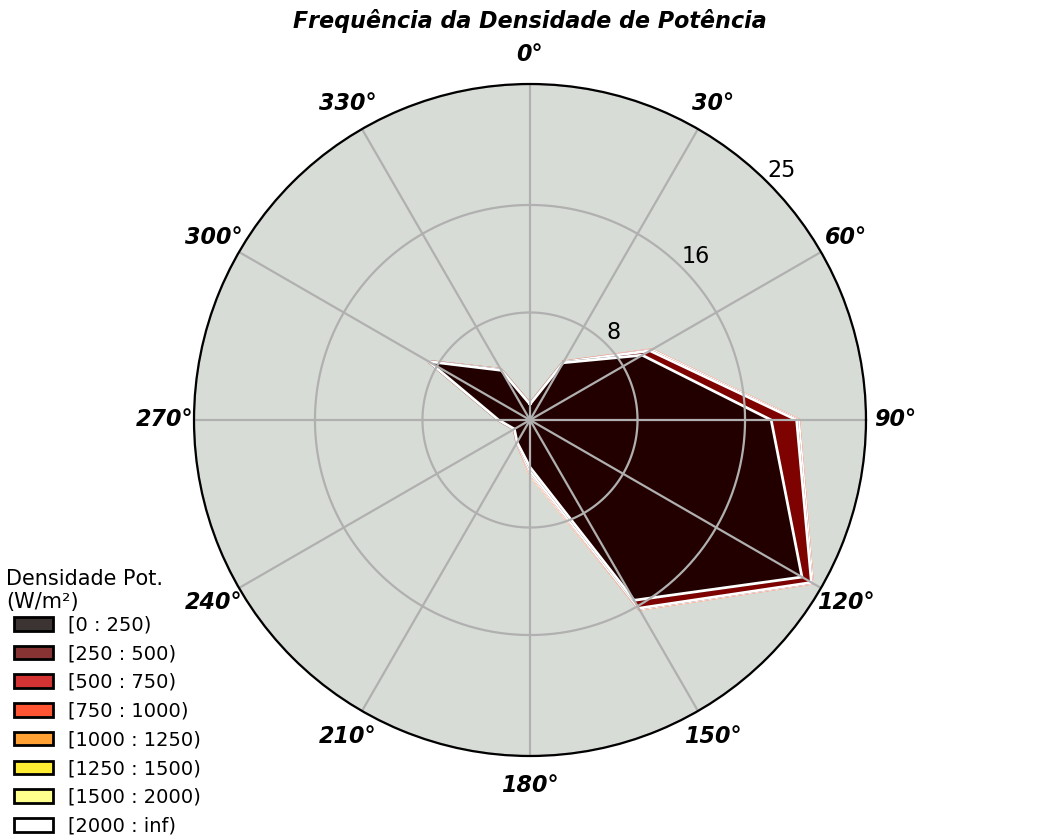 Frequência da Densidade de Potência
0°
330°
30°
25
300°
60°
16
8
270°
90°
240°
120°
210°
150°
180°
Densidade Pot.
(W/m²)
[0 : 250)
[250 : 500)
[500 : 750)
[750 : 1000)
[1000 : 1250)
[1250 : 1500)
[1500 : 2000)
[2000 : inf)